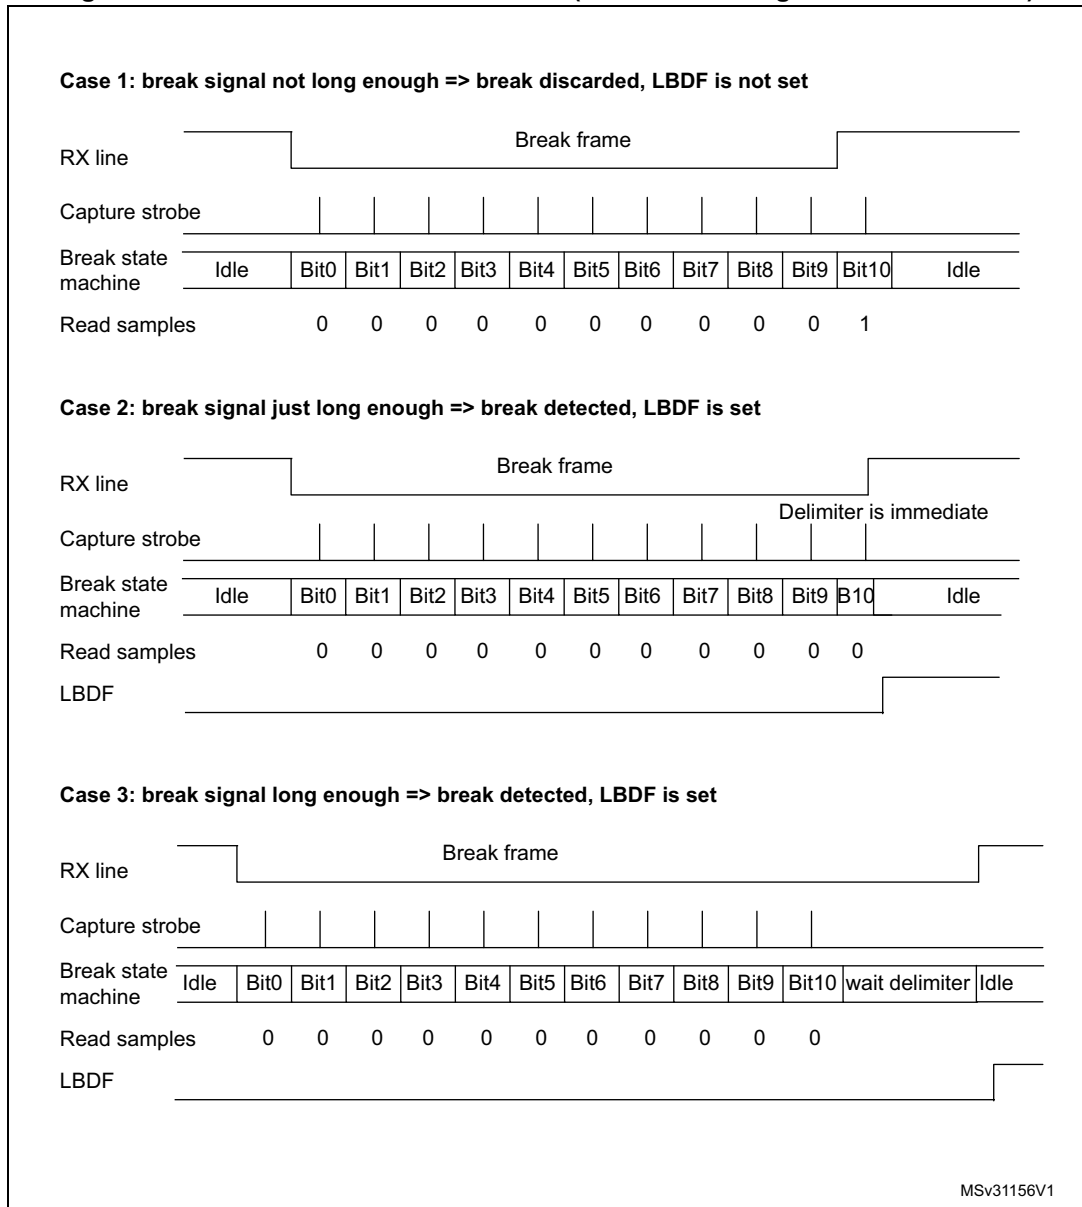 Case 1: break signal not long enough => break discarded, LBDF is not set
Break frame
RX line
Capture strobe
Break state machine Idle Bit0 Bit1 Bit2 Bit3 Bit4 Bit5 Bit6 Bit7 Bit8 Bit9 Bit10 Idle
Read samples 0 0 0 0 0 0 0 0 0 0 1
Case 2: break signal just long enough => break detected, LBDF is set
Break frame
RX line
Delimiter is immediate
Capture strobe
Break state machine Idle Bit0 Bit1 Bit2 Bit3 Bit4 Bit5 Bit6 Bit7 Bit8 Bit9 B10 Idle
Read samples 0 0 0 0 0 0 0 0 0 0 0
LBDF
Case 3: break signal long enough => break detected, LBDF is set
Break frame
RX line
Capture strobe
Break state machine Idle Bit0 Bit1 Bit2 Bit3 Bit4 Bit5 Bit6 Bit7 Bit8 Bit9 Bit10 wait delimiter Idle
Read samples 0 0 0 0 0 0 0 0 0 0 0
LBDF
MSv31156V1